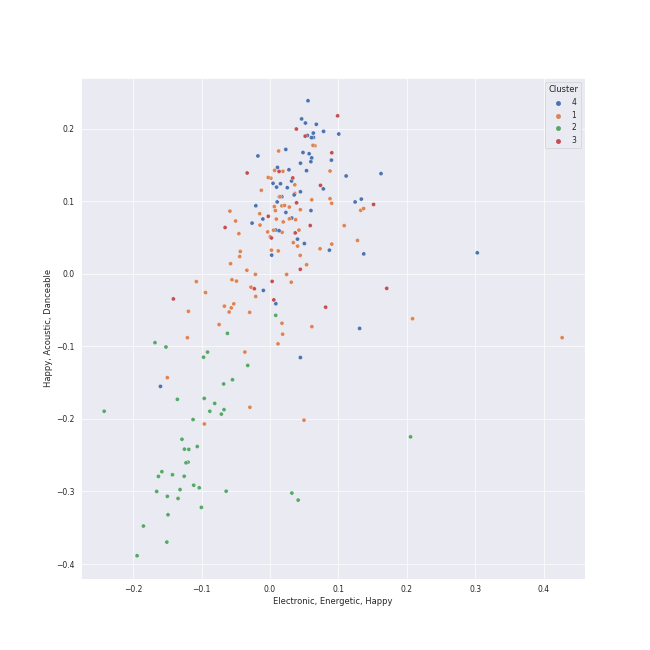 Cluster
4
1
2
3
0.2
0.1
0.0
−0.1
−0.2
−0.3
−0.4
Happy, Acoustic, Danceable
−0.2 −0.1 0.0 0.1 0.2 0.3 0.4
Electronic, Energetic, Happy